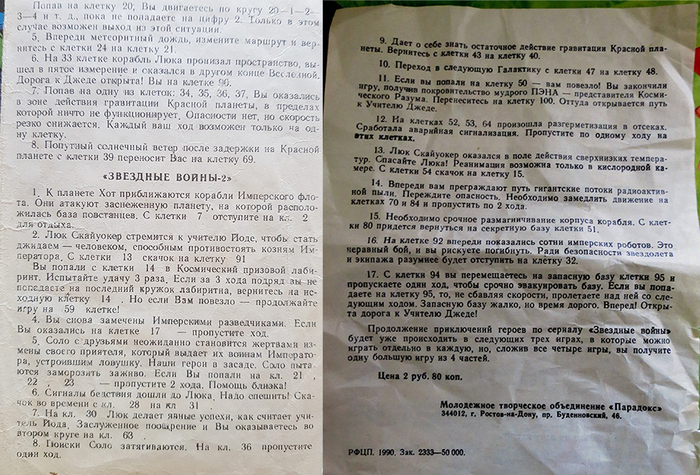 Попав на клетку 20, Вы двигаетесь по кругу 20—1—2—
3—4 и т. д., пока не попадаете на цифру 2. Только в этом
случае возможен выход из этой ситуации.
5. Впереди метеоритный дождь, измените маршрут и вер-
нитесь с клетки 24 на клетку 21.
6. На 33 клетке корабль Люка пронизал пространство, вы-
шел в пятое измерение и оказался в другом конце Вселенной.
Дорога к Джеде открыта! Вы на клетке 96.
7. Попав на одну из клеток: 34, 35, 36, 37, Вы оказались
в зоне действия гравитации Красной планеты, в пределах
которой ничто не функционирует. Опасности нет, но скорость
резко снижается. Каждый ваш ход возможен только на од-
ну клетку.
8. Попутный солнечный ветер после задержки на Красной
планете с клетки 39 переносит Вас на клетку 69.
«ЗВЕЗДНЫЕ ВОЙНЫ-2»
1. К планете Хот приближаются корабли Имперского фло-
та. Они атакуют заснеженную планету, на которой располо-
жилась база повстанцев. С клетки 7 отступите на кл. 2
для отдыха.
2. Люк Скайуокер стремится к учителю Йоде, чтобы стать
джидаем — человеком, способным противостоять козням Им-
ператора. С клетки 13 скачок на клетку 91
Вы попали с клетки 14 в Космический призовой лаби-
ринт. Испытайте удачу 3 раза. Если за 3 хода подряд вы не
попадаете на последний кружок лабиринта, вернитесь на ис-
ходную клетку 14. Но если Вам повезло — продолжайте
игру на 59 клетке!
4. Вы снова замечены Имперскими разведчиками. Если
Вы оказались на клетке 17 — пропустите ход.
5. Соло с друзьями неожиданно становится жертвами из-
мены своего приятеля, который выдает их воинам Императо-
ра, устроившим ловушку. Наши герои в засаде. Соло пыта-
ются заморозить заживо. Если Вы попали на кл. 21,
22, 23 — пропустите 2 хода. Помощь близка!
6. Сигналы бедствия дошли до Люка. Надо спешить! Ска-
чок во времени с кл. 28 на кл. 31
7. На кл. 30 Люк делает явные успехи, как считает учи-
тель Йода. Заслуженное поощрение и Вы оказываетесь во
втором круге на кл. 63
8. Поиски Соло затягиваются. На кл. 36 пропустите
один ход.
9. Дает о себе знать остаточное действие гравитации Красной пла-
неты. Вернитесь с клетки 43 на клетку 40.
10. Переход в следующую Галактику с клетки 47 на клетку 48.
11. Если вы попали на клетку 50 — вам повезло! Вы закончили
игру, получив покровительство мудрого ПЭНА — представителя Косми-
ческого Разума. Перенеситесь на клетку 100. Оттуда открывается путь
к Учителю Джеде.
12. На клетках 52, 53, 64 произошла разгерметизация в отсеках.
Сработала аварийная сигнализация. Пропустите по одному ходу на
этих клетках.
13. Люк Скайуокер оказался в поле действия сверхнизких темпера-
тур. Спасайте Люка! Реанимация возможна только в кислородной ка-
мере. С клетки 54 скачок на клетку 15.
14. Впереди вам преграждают путь гигантские потоки радиоактив-
ной пыли. Переждите опасность. Необходимо замедлить движение на
клетках 70 и 84 и пропустить по 2 хода.
15. Необходимо срочное размагничивание корпуса корабля. С клет-
ки 80 придется вернуться на секретную базу клетки 51.
16. На клетке 92 впереди показались сотни имперских роботов. Это
неравный бой, и вы рискуете погибнуть. Ради безопасности звездолета
и экипажа разумнее будет отступить на клетку 32.
17. С клетки 94 вы перемещаетесь на запасную базу клетки 95 и
пропускаете один ход, чтобы срочно эвакуировать базу. Если вы попа-
даете на клетку 95, то, не сбавляя скорости, пролетаете над ней со сле-
дующим ходом. Запасную базу жалко, но время дорого. Вперед! Откры-
та дорога к Учителю Джеде!
Продолжение приключений героев по сериалу «Звездные войны»
будет уже происходить в следующих трех играх, в которые можно
играть отдельно в каждую, но, сложив все четыре игры, вы получите
одну большую игру из 4 частей.
Цена 2 руб. 80 коп.
Молодежное творческое объединение «Парадокс»
344012, г. Ростов-на-Дону, пр. Буденновский, 46.
РФЦП. 1990. Зак. 2333—50 000.